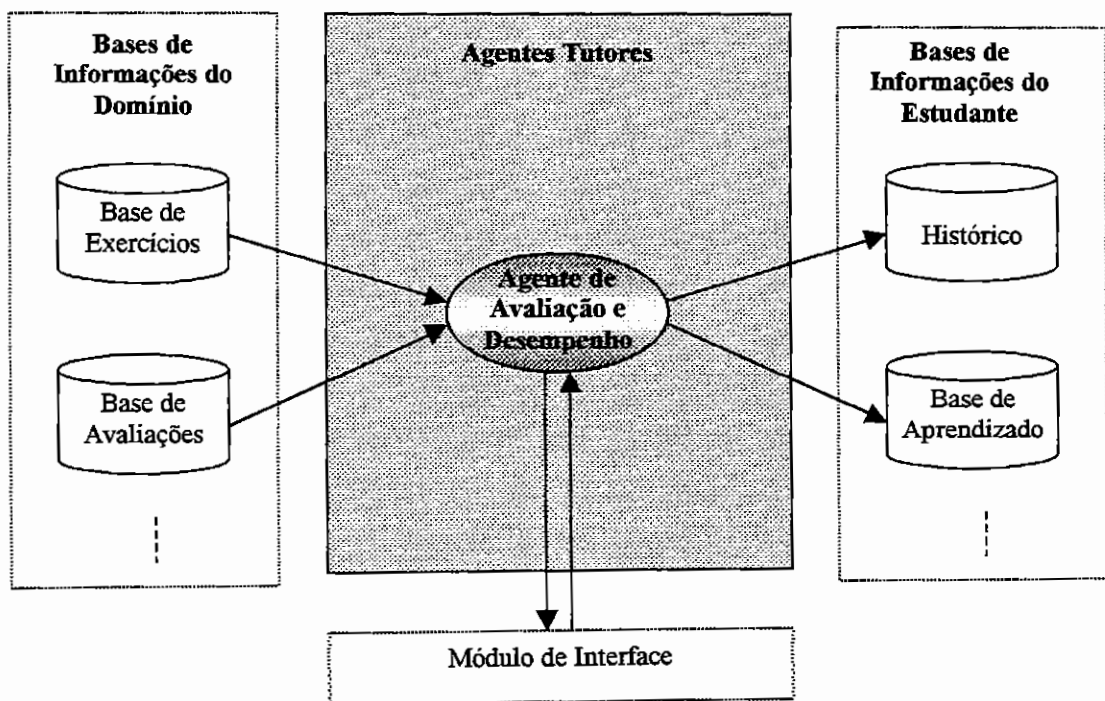 Bases de
Informações do
Domínio
Base de
Exercícios
Base de
Avaliações
Agentes Tutores
Agente de
Avaliação e
Desempenho
Bases de
Informações do
Estudante
Histórico
Base de
Aprendizado
Módulo de Interface